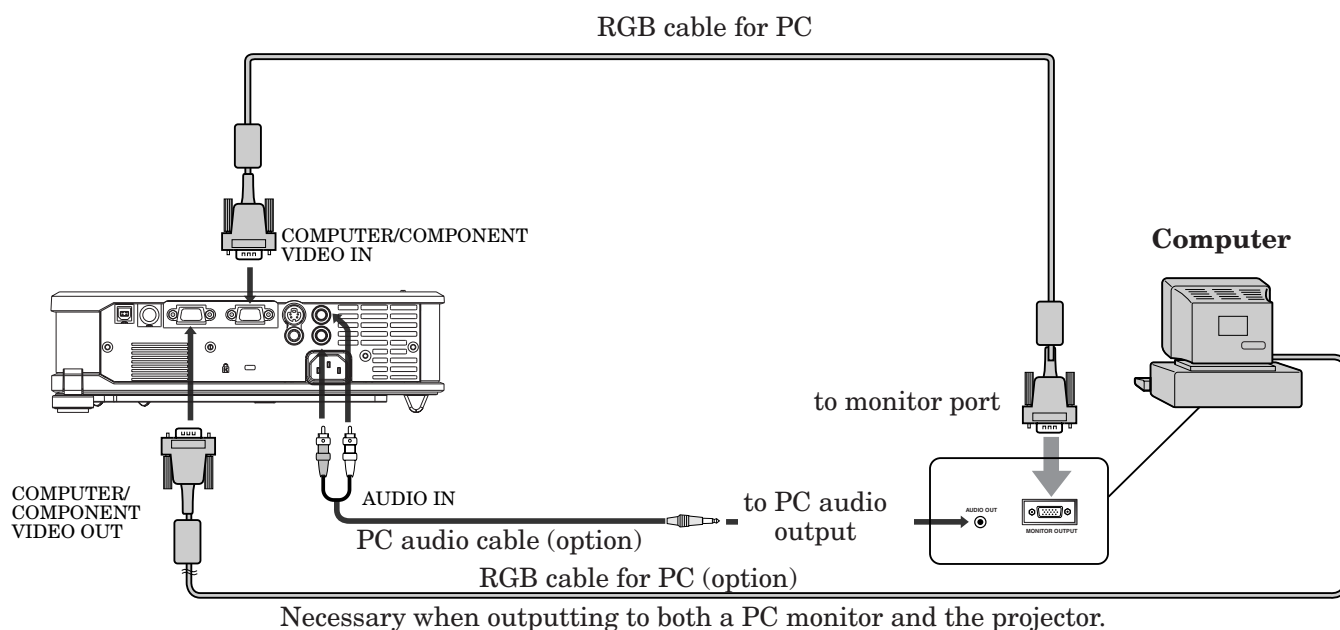 RGB cable for PC
COMPUTER/COMPONENT
VIDEO IN
Computer
to monitor port
COMPUTER/
COMPONENT
VIDEO OUT
AUDIO IN
PC audio cable (option)
to PC audio
output
AUDIO OUT
MONITOR OUTPUT
RGB cable for PC (option)
Necessary when outputting to both a PC monitor and the projector.